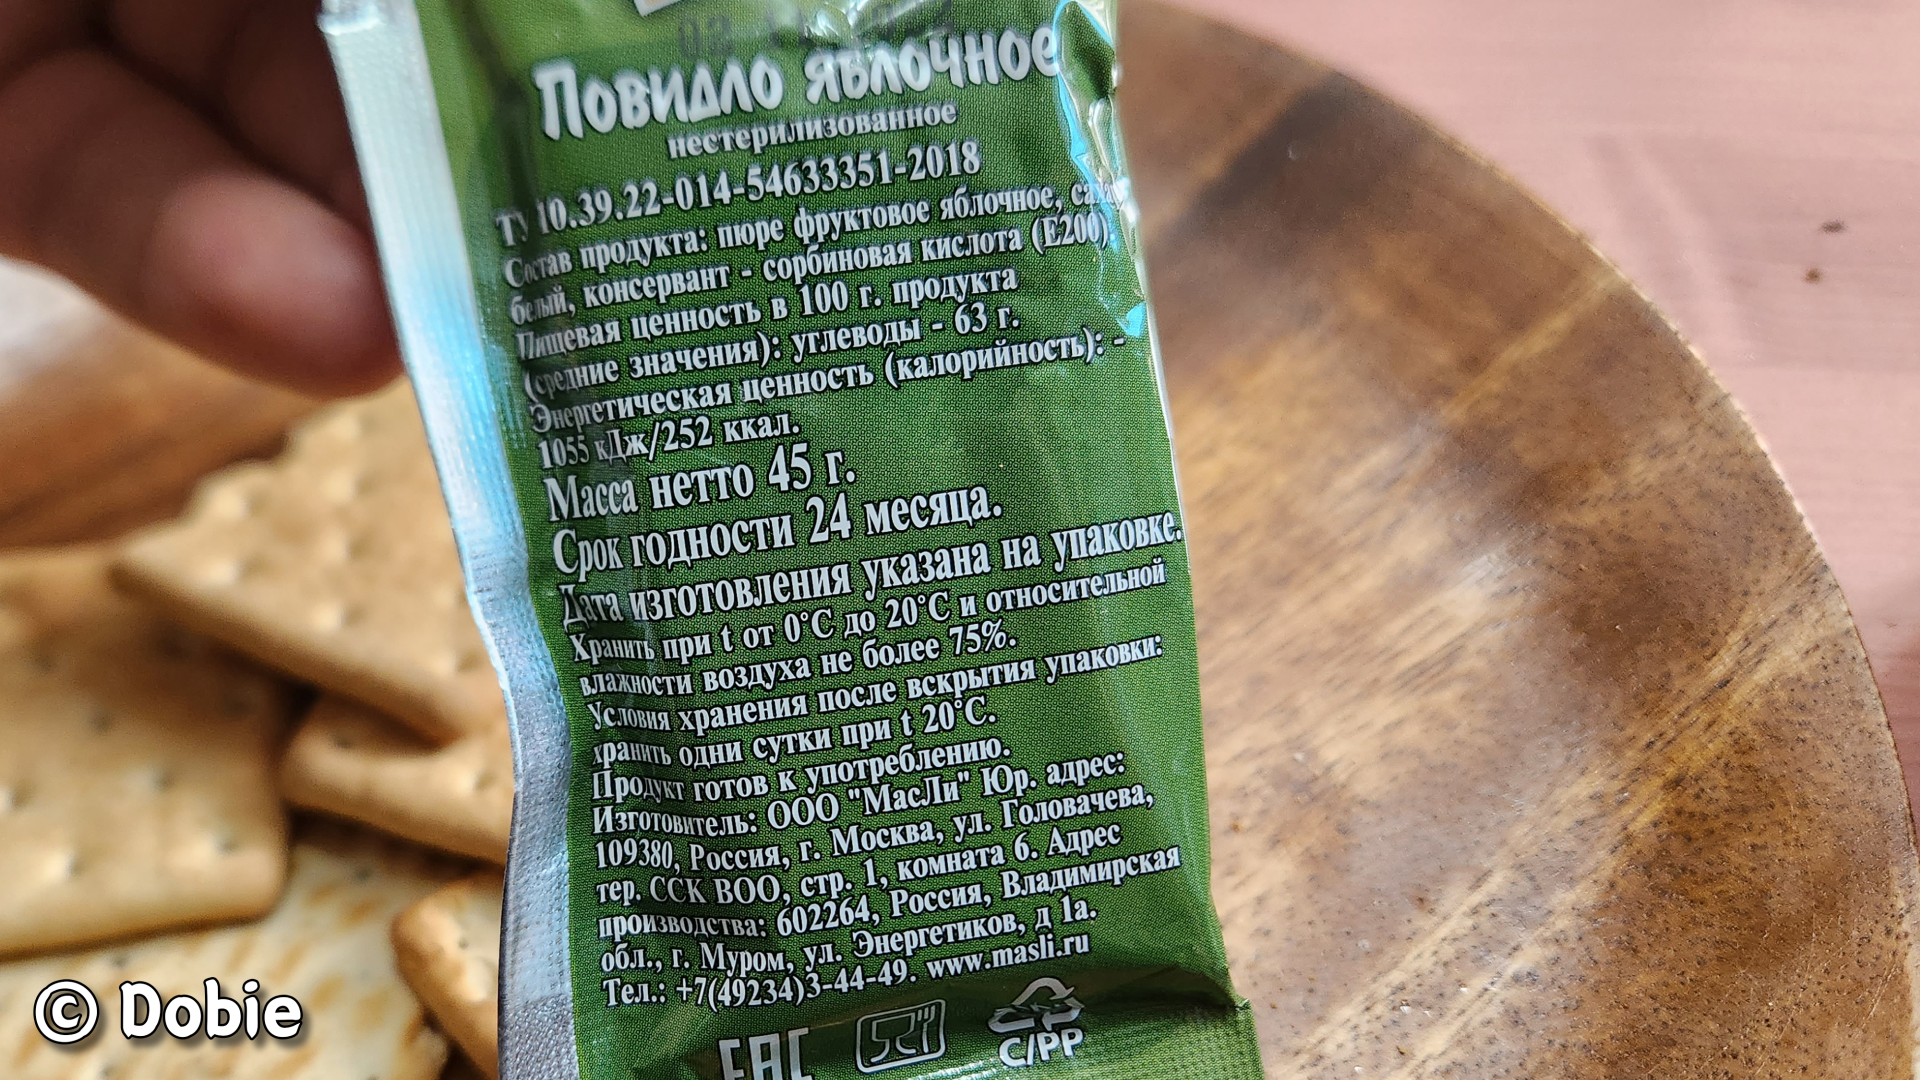 Повидло яблочное
нестерилизованное
ТУ 10.39.22-014-54633351-2018
Состав продукта: пюре фруктовое яблочное,
белый, консервант - сорбиновая кислота (Е200)
Пищевая ценность в 100 г. продукта
(средние значения): углеводы - 63 г.
Энергетическая ценность (калорийность): -
1055 кДж/252 ккал.
Масса нетто 45 г.
Срок годности 24 месяца.
Дата изготовления указана на упаковке.
Хранить при t от 0°С до 20°С и относительной
влажности воздуха не более 75%.
Условия хранения после вскрытия упаковки:
хранить одни сутки при t 20°С.
Продукт готов к употреблению.
Изготовитель: ООО "МасЛи" Юр. адрес:
109380, Россия, г. Москва, ул. Головачева,
тер. ССК ВОО, стр. 1, комната 6. Адрес
производства: 602264, Россия, Владимирская
обл., г. Муром, ул. Энергетиков, д 1а.
Тел.: +7(49234)3-44-49. www.masli.ru
EAC
C/PP
© Dobie